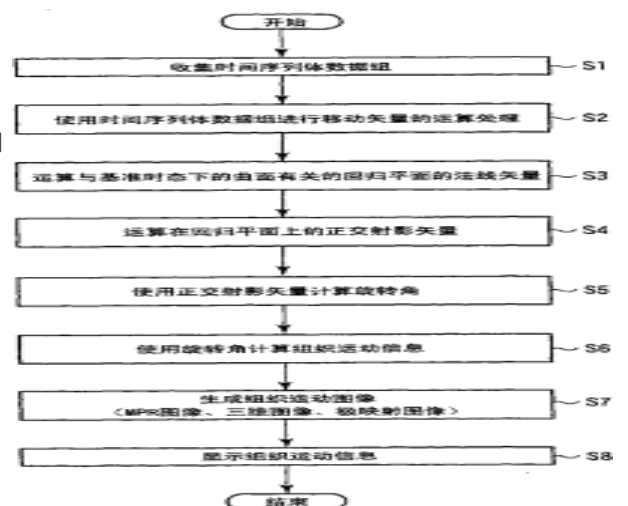 开始
收集时间序列体数据组 S1
使用时间序列体数据组进行移动矢量的运算处理 S2
运算与基准时态下的曲面有关的回归平面的法线矢量 S3
运算在回归平面上的正交射影矢量 S4
使用正交射影矢量计算旋转角 S5
使用旋转角计算组织运动信息 S6
生成组织运动图像 S7
（MPR图像、三维图像、极映射图像）
显示组织运动信息 S8
结束